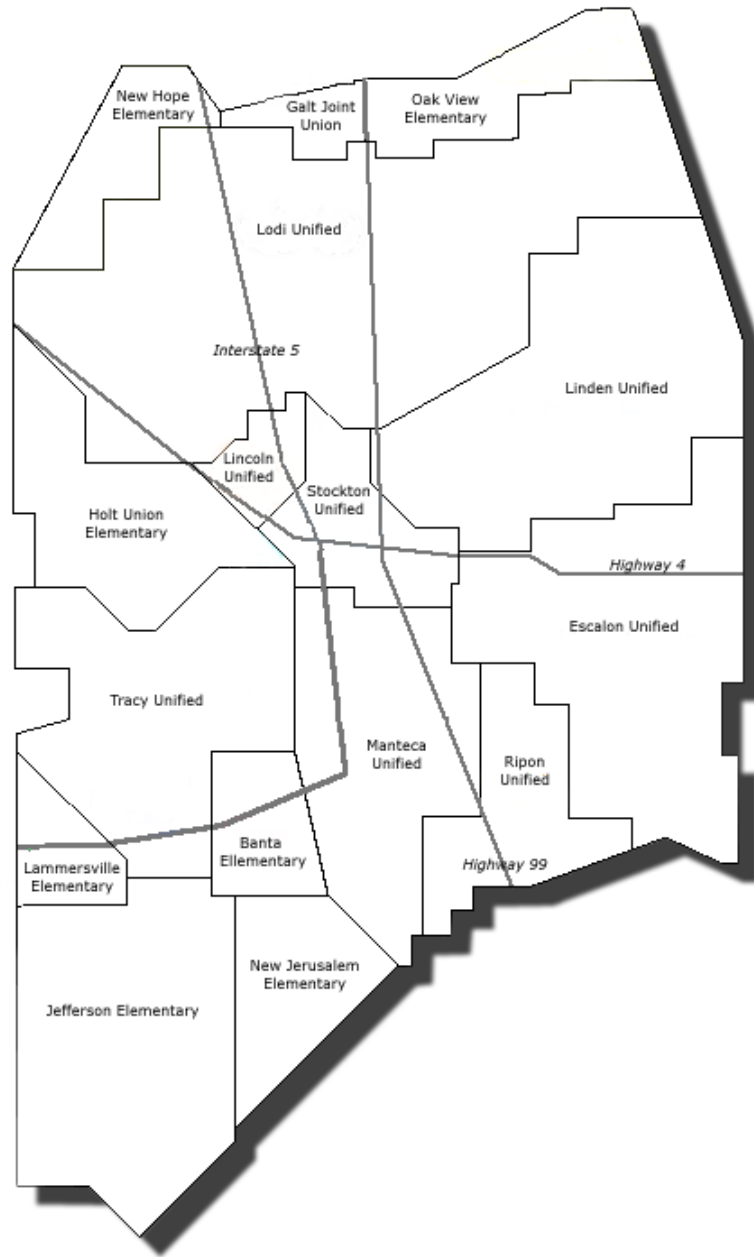 New Hope
Elementary
Galt Joint
Union
Oak View
Elementary
Lodi Unified
Interstate 5
Linden Unified
Lincoln
Unified
Stockton
Unified
Holt Union
Elementary
Highway 4
Escalon Unified
Tracy Unified
Manteca
Unified
Ripon
Unified
Banta
Ellementary
Lammersville
Elementary
Highway 99
New Jerusalem
Elementary
Jefferson Elementary